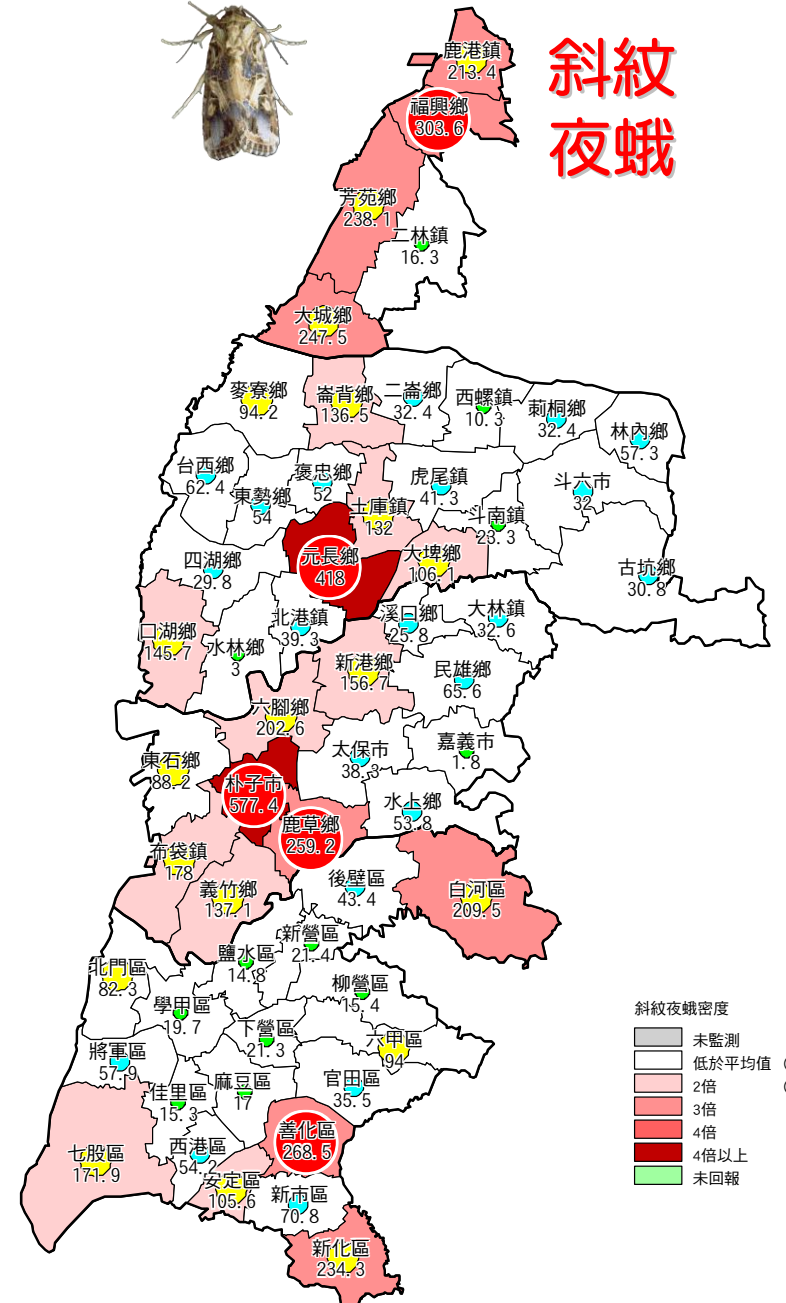 斜紋
夜蛾
鹿港鎮
213.4
福興鄉
303.6
芳苑鄉
238.1
二林鎮
16.3
大城鄉
247.5
麥寮鄉
94.2
崙背鄉
136.5
二崙鄉
32.4
西螺鎮
10.3
莿桐鄉
32.4
林內鄉
57.3
台西鄉
62.4
東勢鄉
54
褒忠鄉
52
土庫鎮
132
虎尾鎮
41.3
斗南鎮
23.3
斗六市
32
四湖鄉
29.8
元長鄉
418
大埤鄉
106.1
古坑鄉
30.8
口湖鄉
145.7
水林鄉
3
北港鎮
39.3
溪口鄉
25.8
大林鎮
32.6
新港鄉
156.7
民雄鄉
65.6
六腳鄉
202.6
東石鄉
88.2
太保市
38.3
嘉義市
1.8
朴子市
577.4
鹿草鄉
259.2
水上鄉
53.8
布袋鎮
178
義竹鄉
137.1
後壁區
43.4
白河區
209.5
新營區
21.4
鹽水區
14.8
北門區
82.3
柳營區
15.4
學甲區
19.7
下營區
21.3
六甲區
94
將軍區
57.9
佳里區
15.3
麻豆區
17
官田區
35.5
善化區
268.5
七股區
171.9
西港區
54.2
安定區
105.6
新市區
70.8
新化區
234.3
斜紋夜蛾密度
未監測
低於平均值 (
2倍 (
3倍
4倍
4倍以上
未回報